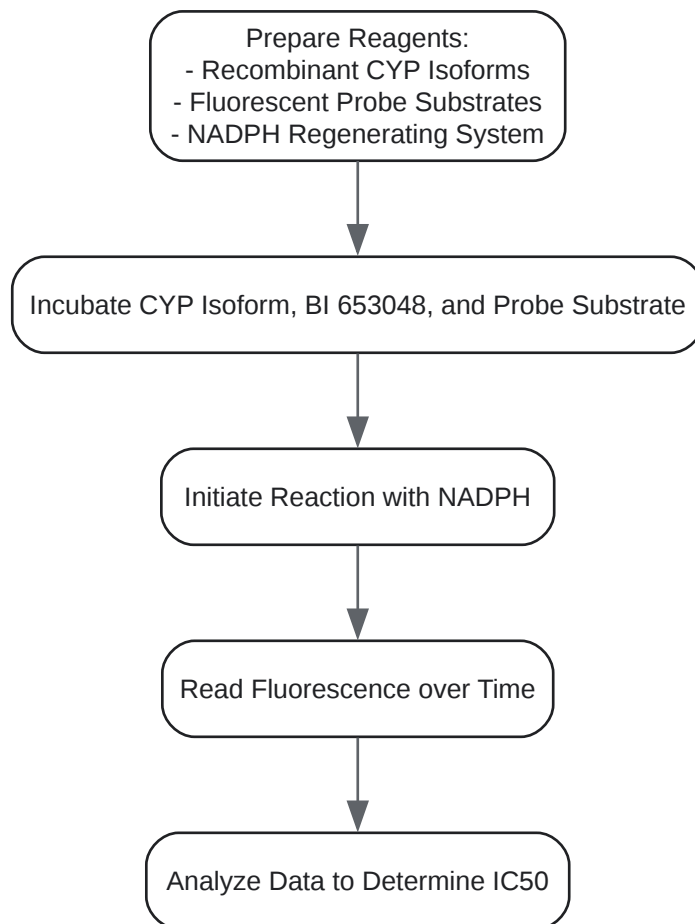 Prepare Reagents:
- Recombinant CYP Isoforms
- Fluorescent Probe Substrates
- NADPH Regenerating System
Incubate CYP Isoform, BI 653048, and Probe Substrate
Initiate Reaction with NADPH
Read Fluorescence over Time
Analyze Data to Determine IC50